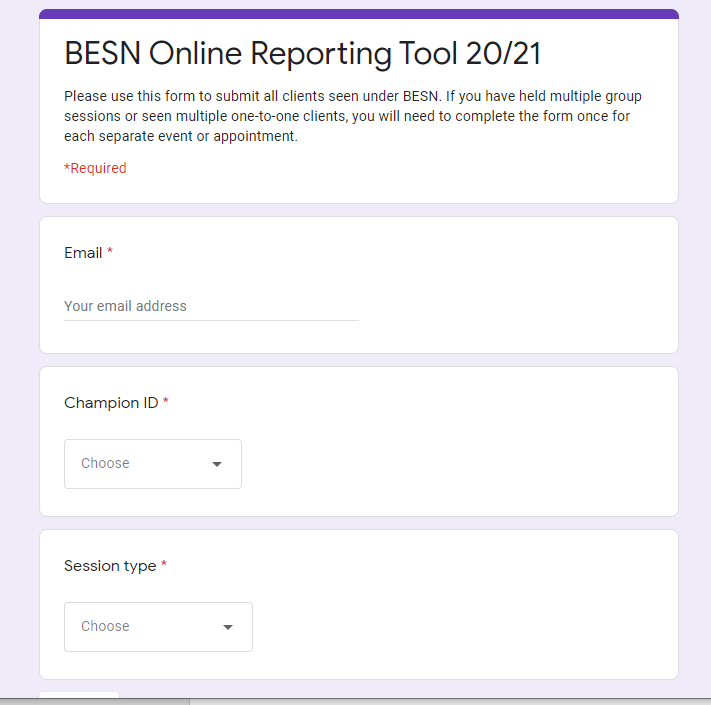 BESN Online Reporting Tool 20/21
Please use this form to submit all clients seen under BESN. If you have held multiple group
sessions or seen multiple one-to-one clients, you will need to complete the form once for
each separate event or appointment.
*Required
Email *
Your email address
Champion ID *
Choose
Session type *
Choose